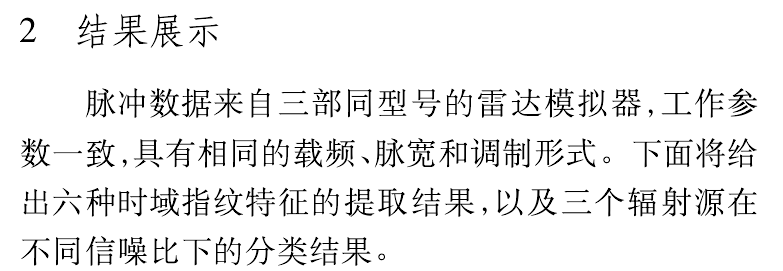 2 结果展示
脉冲数据来自三部同型号的雷达模拟器,工作参
数一致,具有相同的载频、脉宽和调制形式。下面将给
出六种时域指纹特征的提取结果,以及三个辐射源在
不同信噪比下的分类结果。